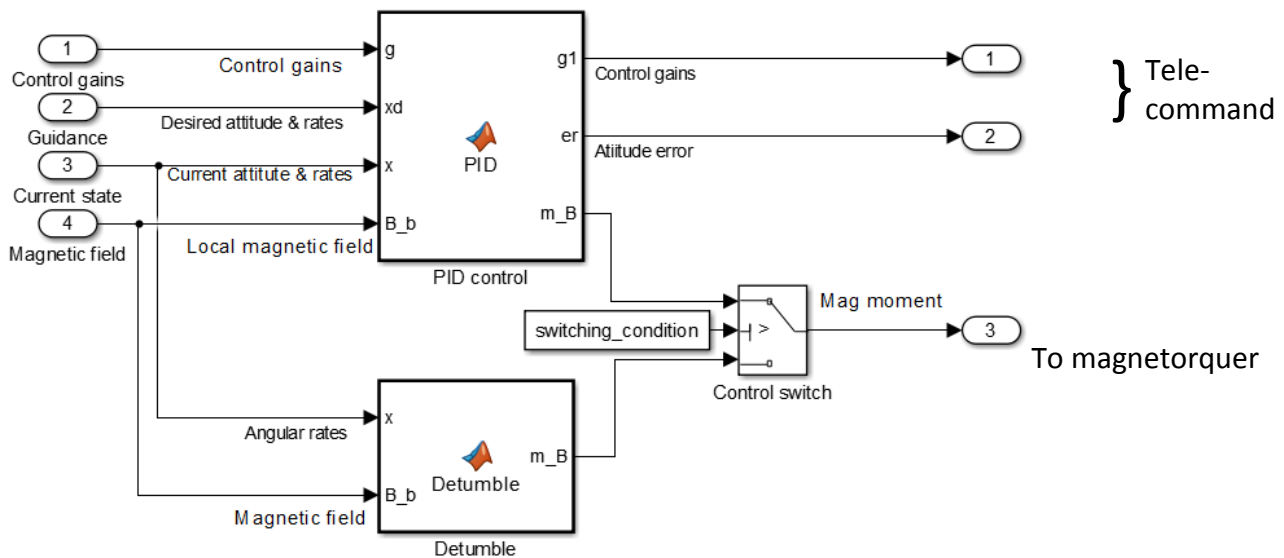 1
Control gains
2
Guidance
3
Current state
4
Magnetic field
Control gains
Desired attitude & rates
Current attitute & rates
Local magnetic field
g
xd
x
B_b
PID
g1
er
m_B
PID control
Control gains
Atiitude error
1
2
} Tele-
command
switching_condition
>
Control switch
Mag moment
3
To magnetorquer
Angular rates
Magnetic field
x
B_b
Detumble
m_B
Detumble